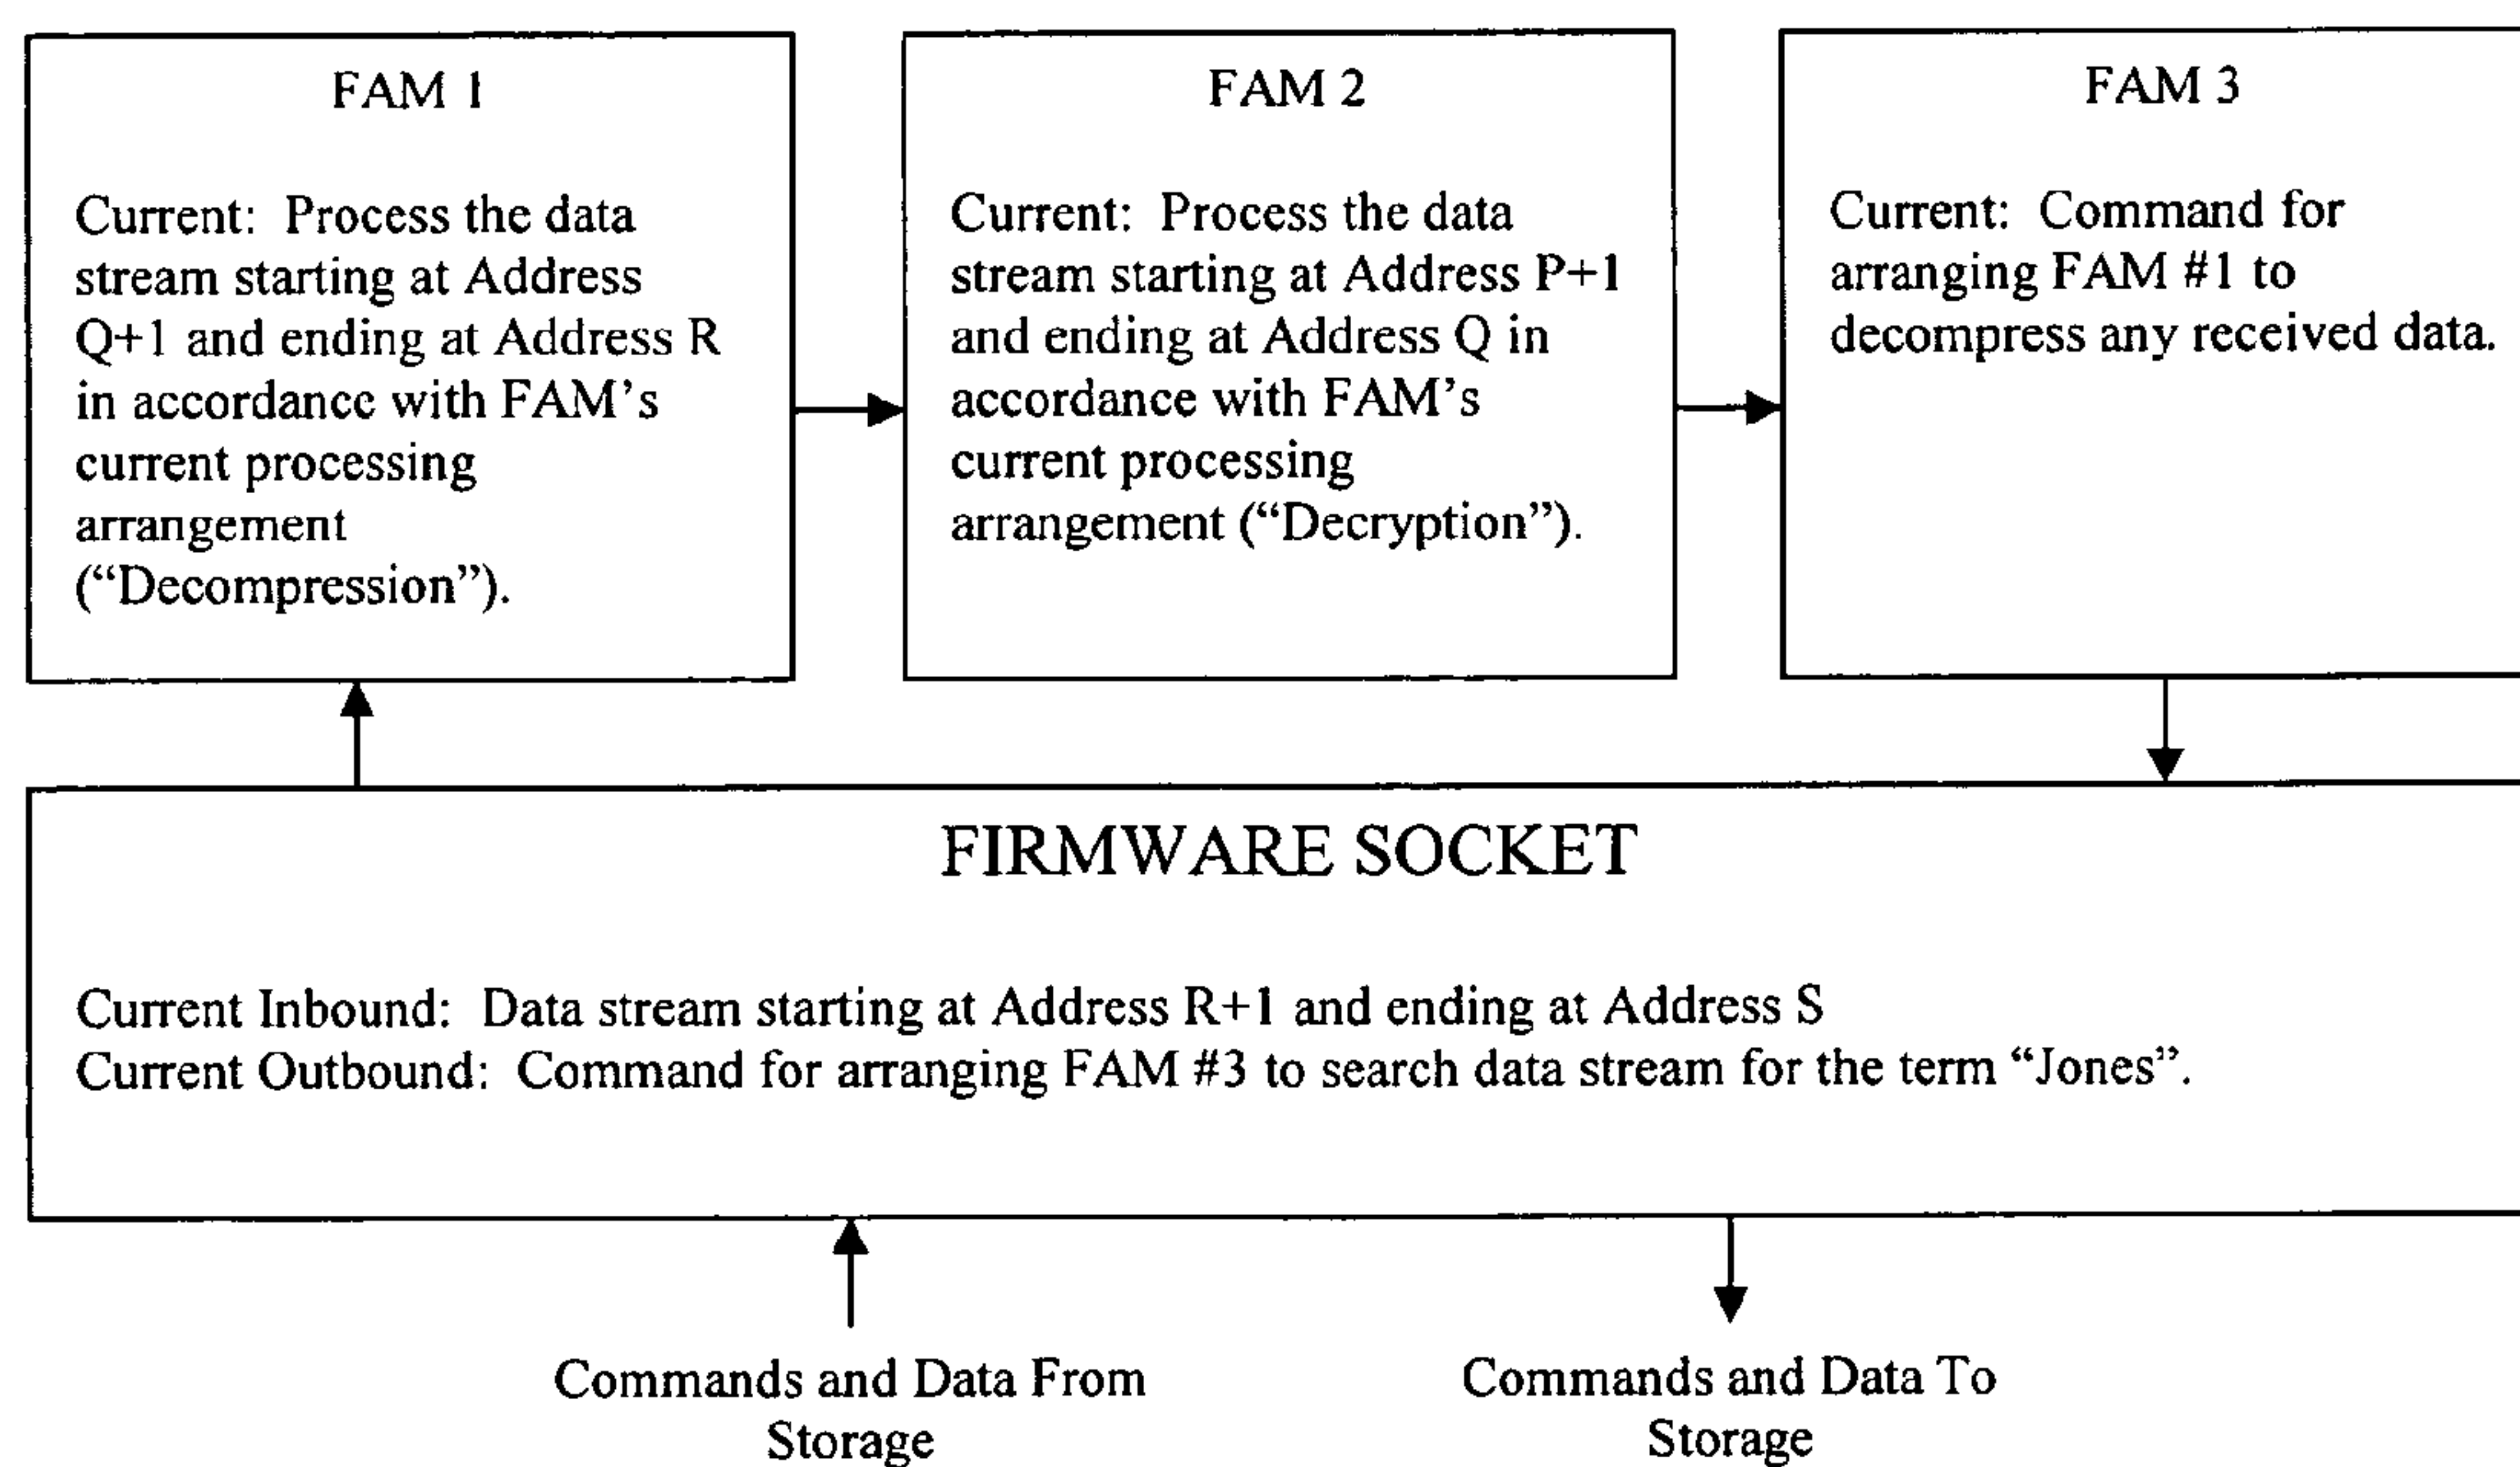 FAM 1
Current: Process the data
stream starting at Address
Q+1 and ending at Address R
in accordance with FAM's
current processing
arrangement
("Decompression").
FAM 2
Current: Process the data
stream starting at Address P+1
and ending at Address Q in
accordance with FAM's
current processing
arrangement ("Decryption").
FAM 3
Current: Command for
arranging FAM #1 to
decompress any received data.
FIRMWARE SOCKET
Current Inbound: Data stream starting at Address R+1 and ending at Address S
Current Outbound: Command for arranging FAM #3 to search data stream for the term "Jones".
Commands and Data From
Storage
Commands and Data To
Storage